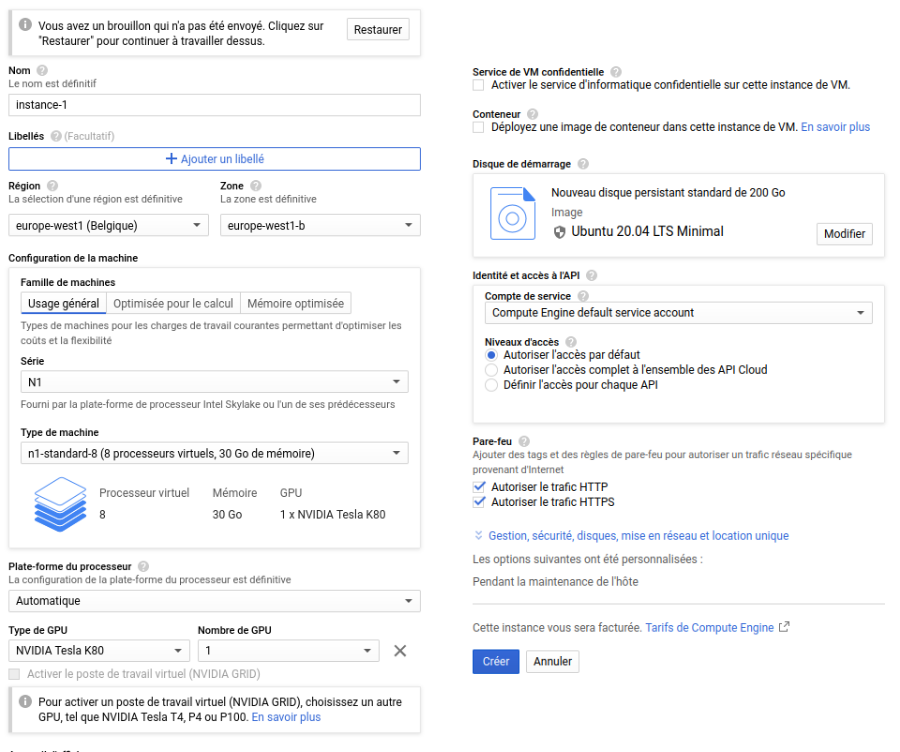 Vous avez un brouillon qui n'a pas été envoyé. Cliquez sur
"Restaurer" pour continuer à travailler dessus.
Restaurer
Nom
Le nom est définitif
instance-1
Libellés (Facultatif)
+ Ajouter un libellé
Région
La sélection d'une région est définitive
europe-west1 (Belgique)
Zone
La zone est définitive
europe-west1-b
Configuration de la machine
Famille de machines
Usage général Optimisée pour le calcul Mémoire optimisée
Types de machines pour les charges de travail courantes permettant d'optimiser les
coûts et la flexibilité
Série
N1
Fourni par la plate-forme de processeur Intel Skylake ou l'un de ses prédécesseurs
Type de machine
n1-standard-8 (8 processeurs virtuels, 30 Go de mémoire)
Processeur virtuel Mémoire GPU
8 30 Go 1 x NVIDIA Tesla K80
Plate-forme du processeur
La configuration de la plate-forme du processeur est définitive
Automatique
Type de GPU Nombre de GPU
NVIDIA Tesla K80 1
Activer le poste de travail virtuel (NVIDIA GRID)
Pour activer un poste de travail virtuel (NVIDIA GRID), choisissez un autre
GPU, tel que NVIDIA Tesla T4, P4 ou P100. En savoir plus
Service de VM confidentielle
Activer le service d'informatique confidentielle sur cette instance de VM.
Conteneur
Déployez une image de conteneur dans cette instance de VM. En savoir plus
Disque de démarrage
Nouveau disque persistant standard de 200 Go
Image
Ubuntu 20.04 LTS Minimal
Modifier
Identité et accès à l'API
Compte de service
Compute Engine default service account
Niveaux d'accès
Autoriser l'accès par défaut
Autoriser l'accès complet à l'ensemble des API Cloud
Définir l'accès pour chaque API
Pare-feu
Ajouter des tags et des règles de pare-feu pour autoriser un trafic réseau spécifique
provenant d'Internet
Autoriser le trafic HTTP
Autoriser le trafic HTTPS
Gestion, sécurité, disques, mise en réseau et location unique
Les options suivantes ont été personnalisées :
Pendant la maintenance de l'hôte
Cette instance vous sera facturée. Tarifs de Compute Engine
Créer Annuler